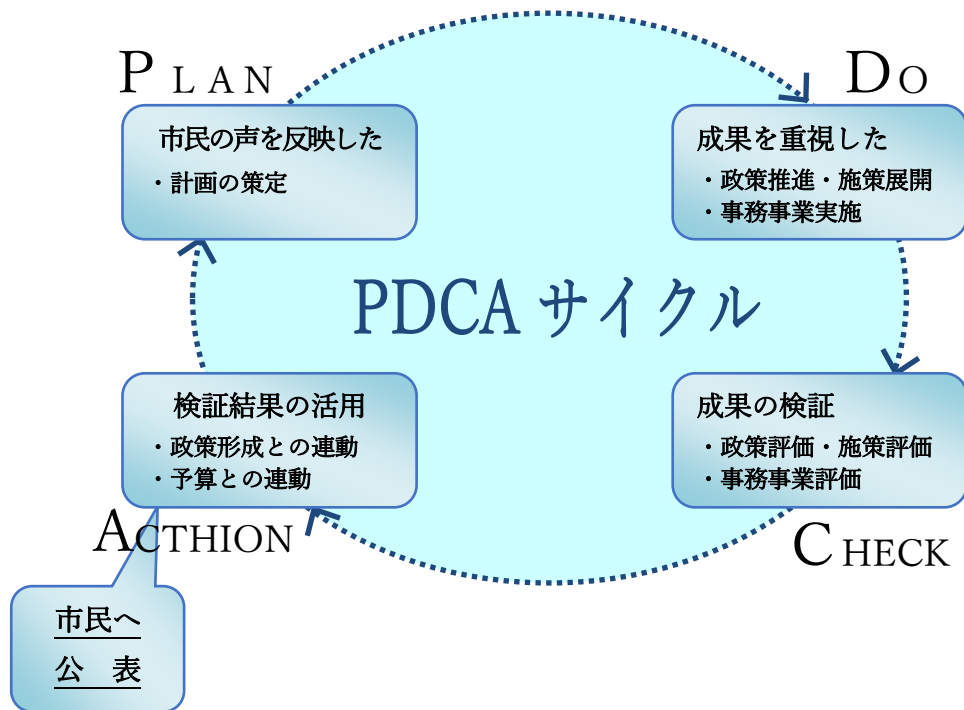 PLAN
市民の声を反映した
・計画の策定
DO
成果を重視した
・政策推進・施策展開
・事務事業実施
PDCA サイクル
検証結果の活用
・政策形成との連動
・予算との連動
ACTHION
成果の検証
・政策評価・施策評価
・事務事業評価
CHECK
市民へ
公　表